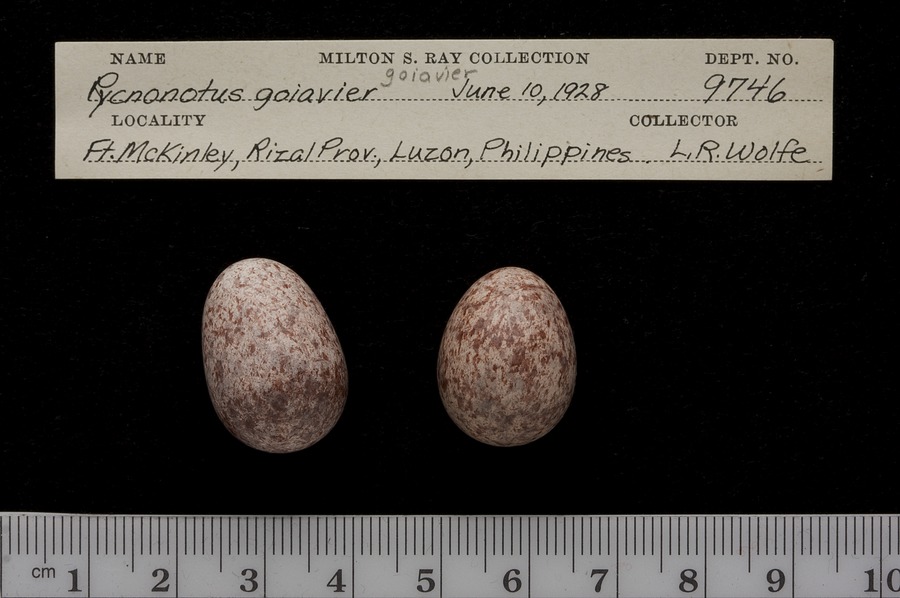 NAME MILTON S. RAY COLLECTION DEPT. NO.
goiavier
Pycnonotus goiavier June 10, 1928 9746
LOCALITY COLLECTOR
Ft. McKinley, Rizal Prov., Luzon, Philippines. L.R. Wolfe
cm 1 2 3 4 5 6 7 8 9 10